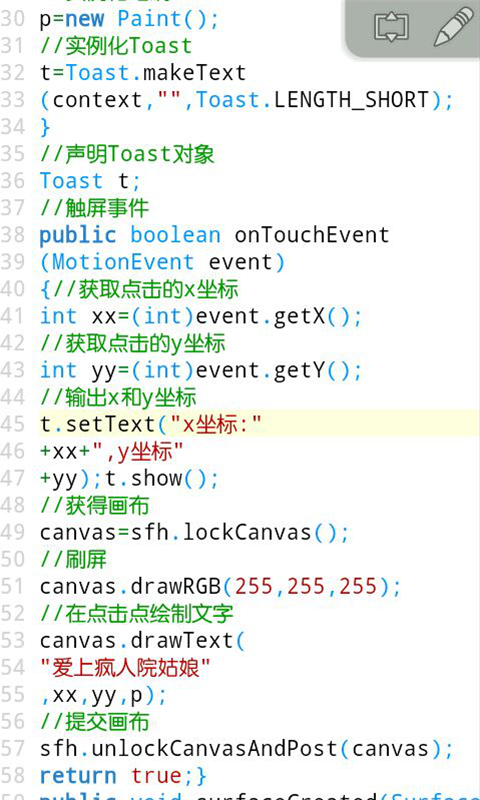 30 p=new Paint();
31 //实例化Toast
32 t=Toast.makeText
33 (context,"",Toast.LENGTH_SHORT);
34 }
35 //声明Toast对象
36 Toast t;
37 //触屏事件
38 public boolean onTouchEvent
39 (MotionEvent event)
40 {//获取点击的x坐标
41 int xx=(int)event.getX();
42 //获取点击的y坐标
43 int yy=(int)event.getY();
44 //输出x和y坐标
45 t.setText("x坐标:"
46 +xx+",y坐标"
47 +yy);t.show();
48 //获得画布
49 canvas=sfh.lockCanvas();
50 //刷屏
51 canvas.drawRGB(255,255,255);
52 //在点击点绘制文字
53 canvas.drawText(
54 "爱上疯人院姑娘"
55 ,xx,yy,p);
56 //提交画布
57 sfh.unlockCanvasAndPost(canvas);
58 return true;}
public void surfaceCreated(Surface